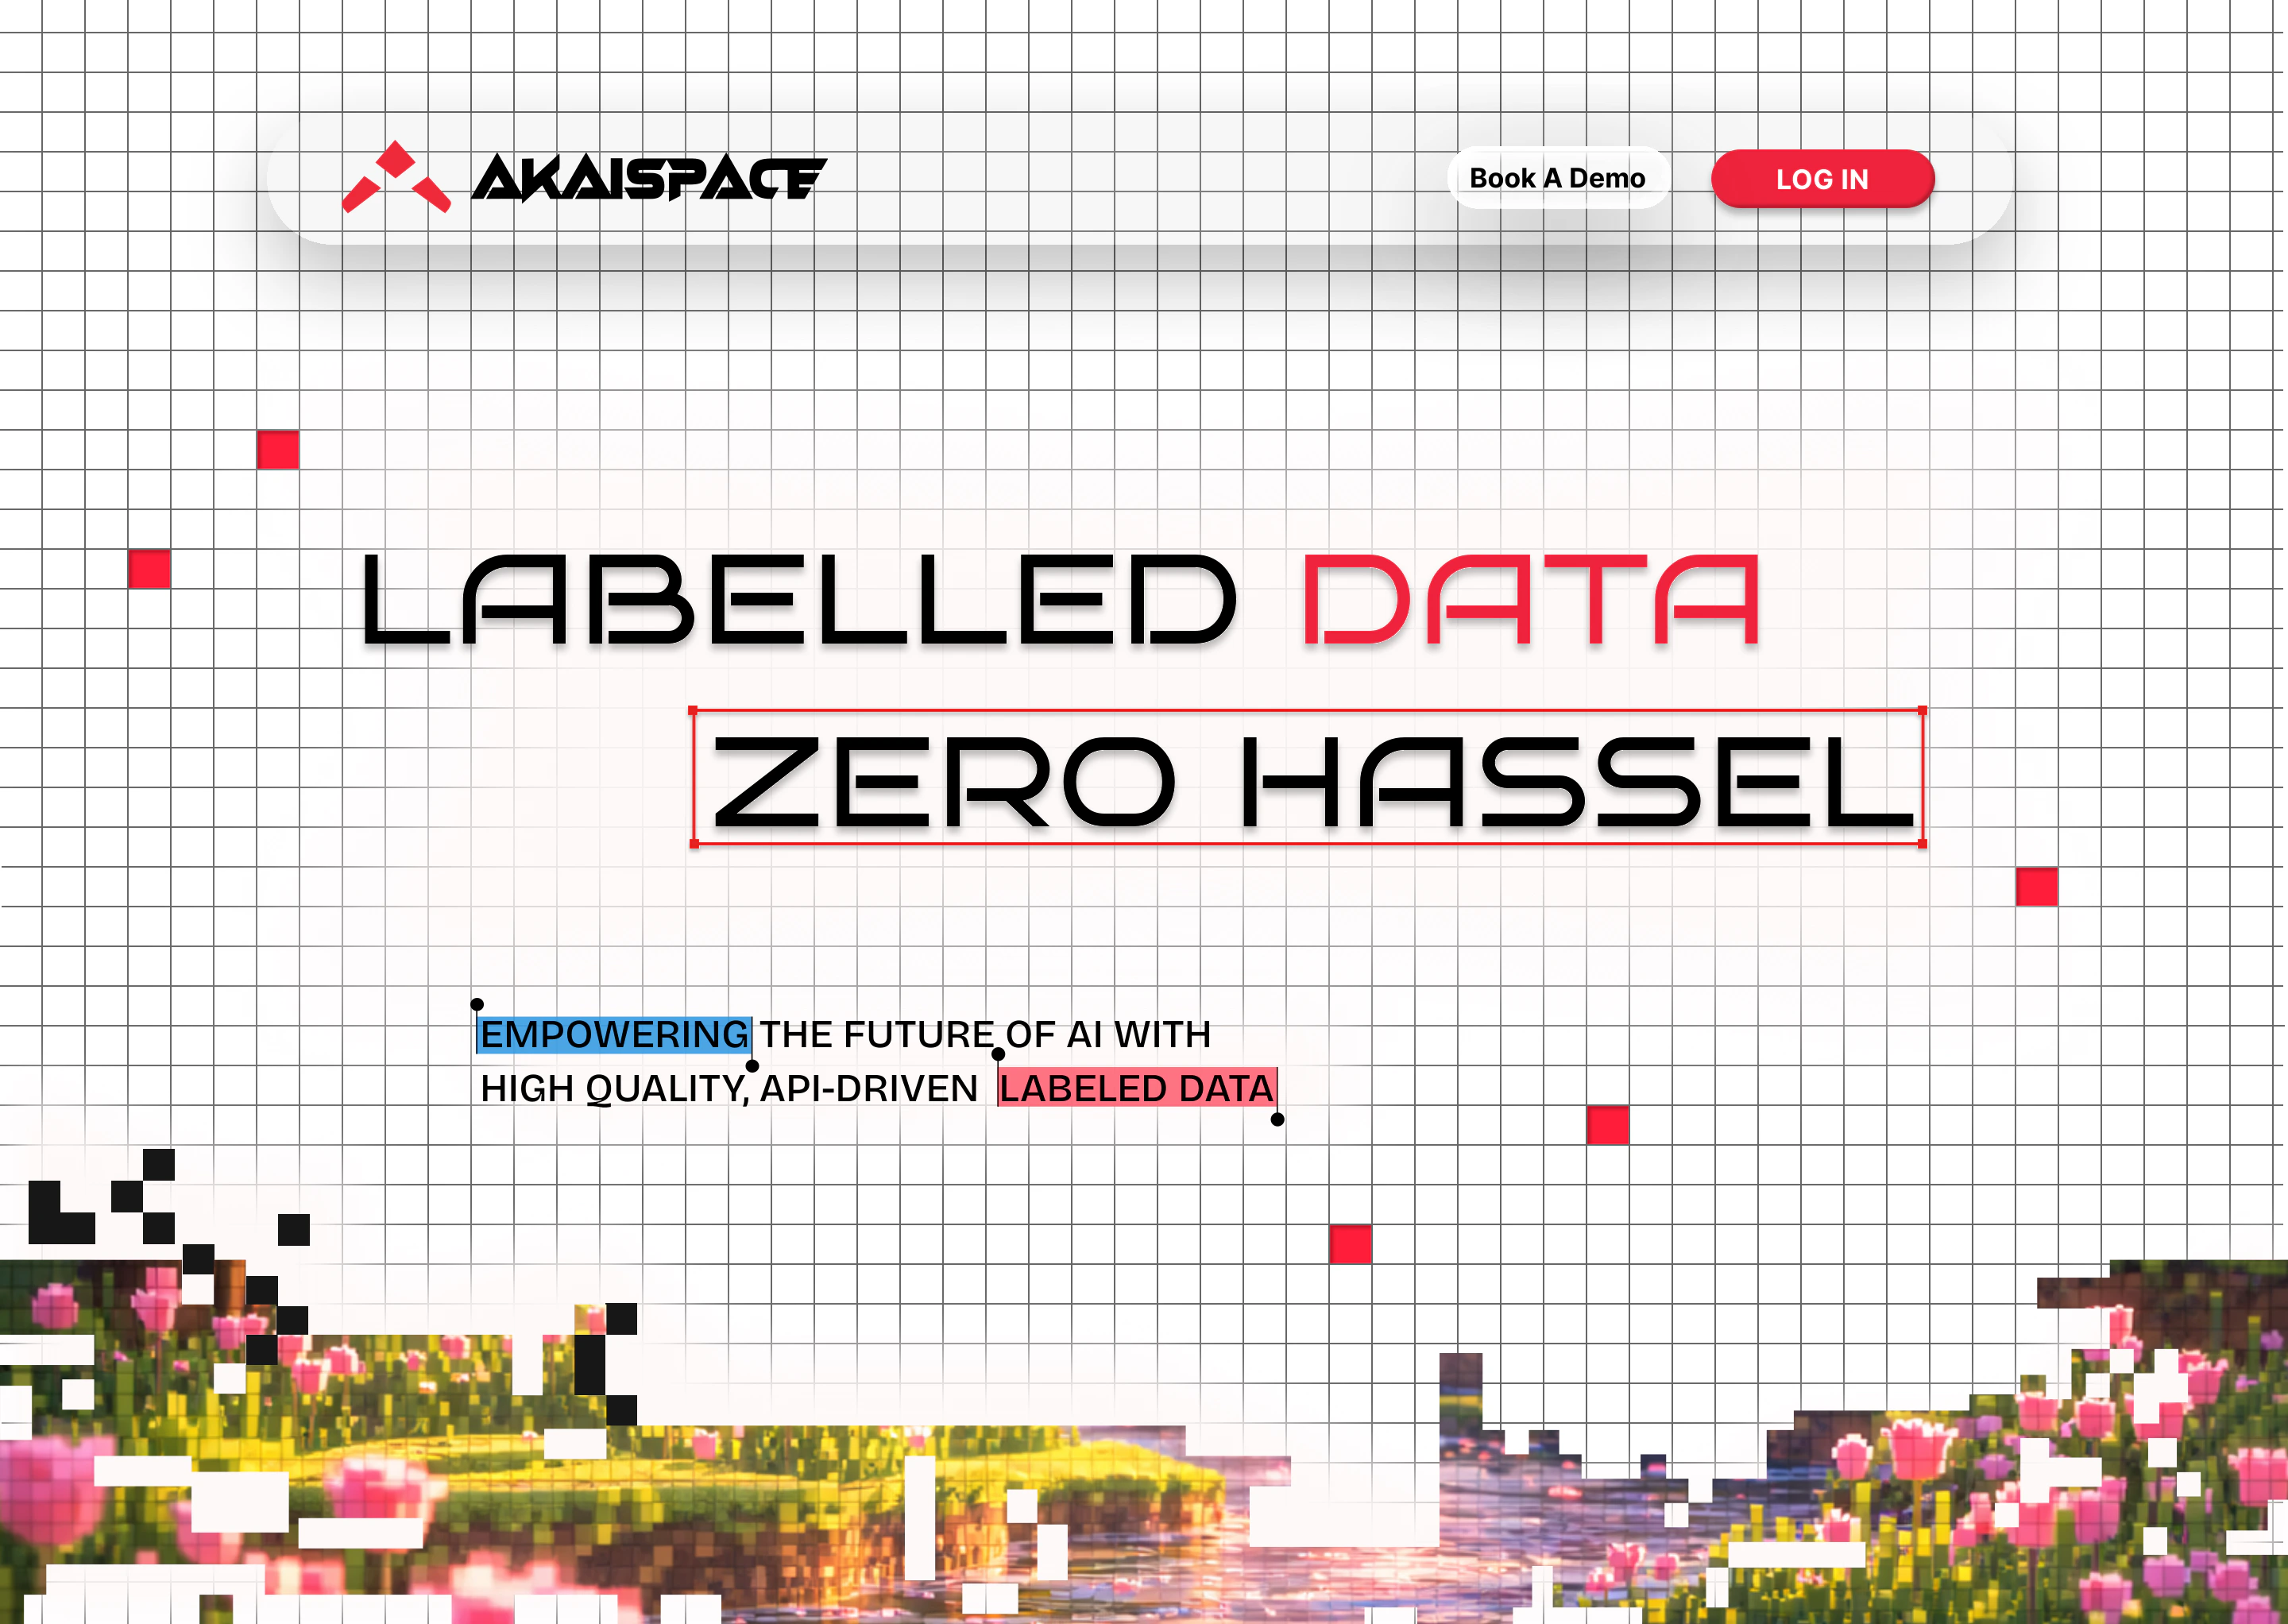 AKAISPACE
Book A Demo
LOG IN
LABELLED DATA
ZERO HASSEL
EMPOWERING THE FUTURE OF AI WITH
HIGH QUALITY, API-DRIVEN LABELED DATA